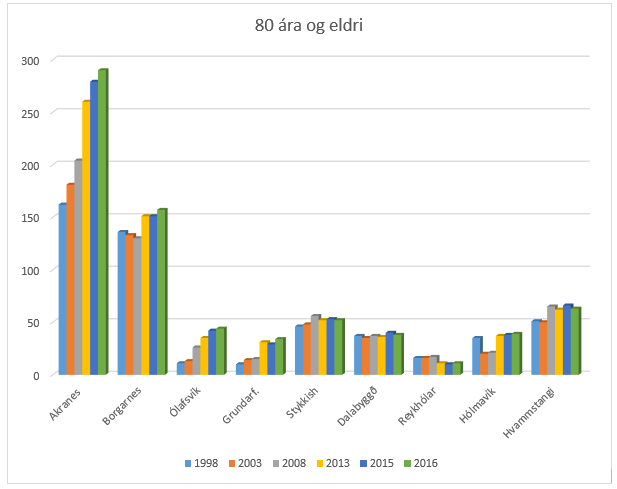 80 ára og eldri
300
250
200
150
100
50
0
Akranes
Borgarnes
Ólafsvík
Grundarf.
Stykkish
Dalabyggð
Reykhólar
Hólmavík
Hvammstangi
1998 2003 2008 2013 2015 2016